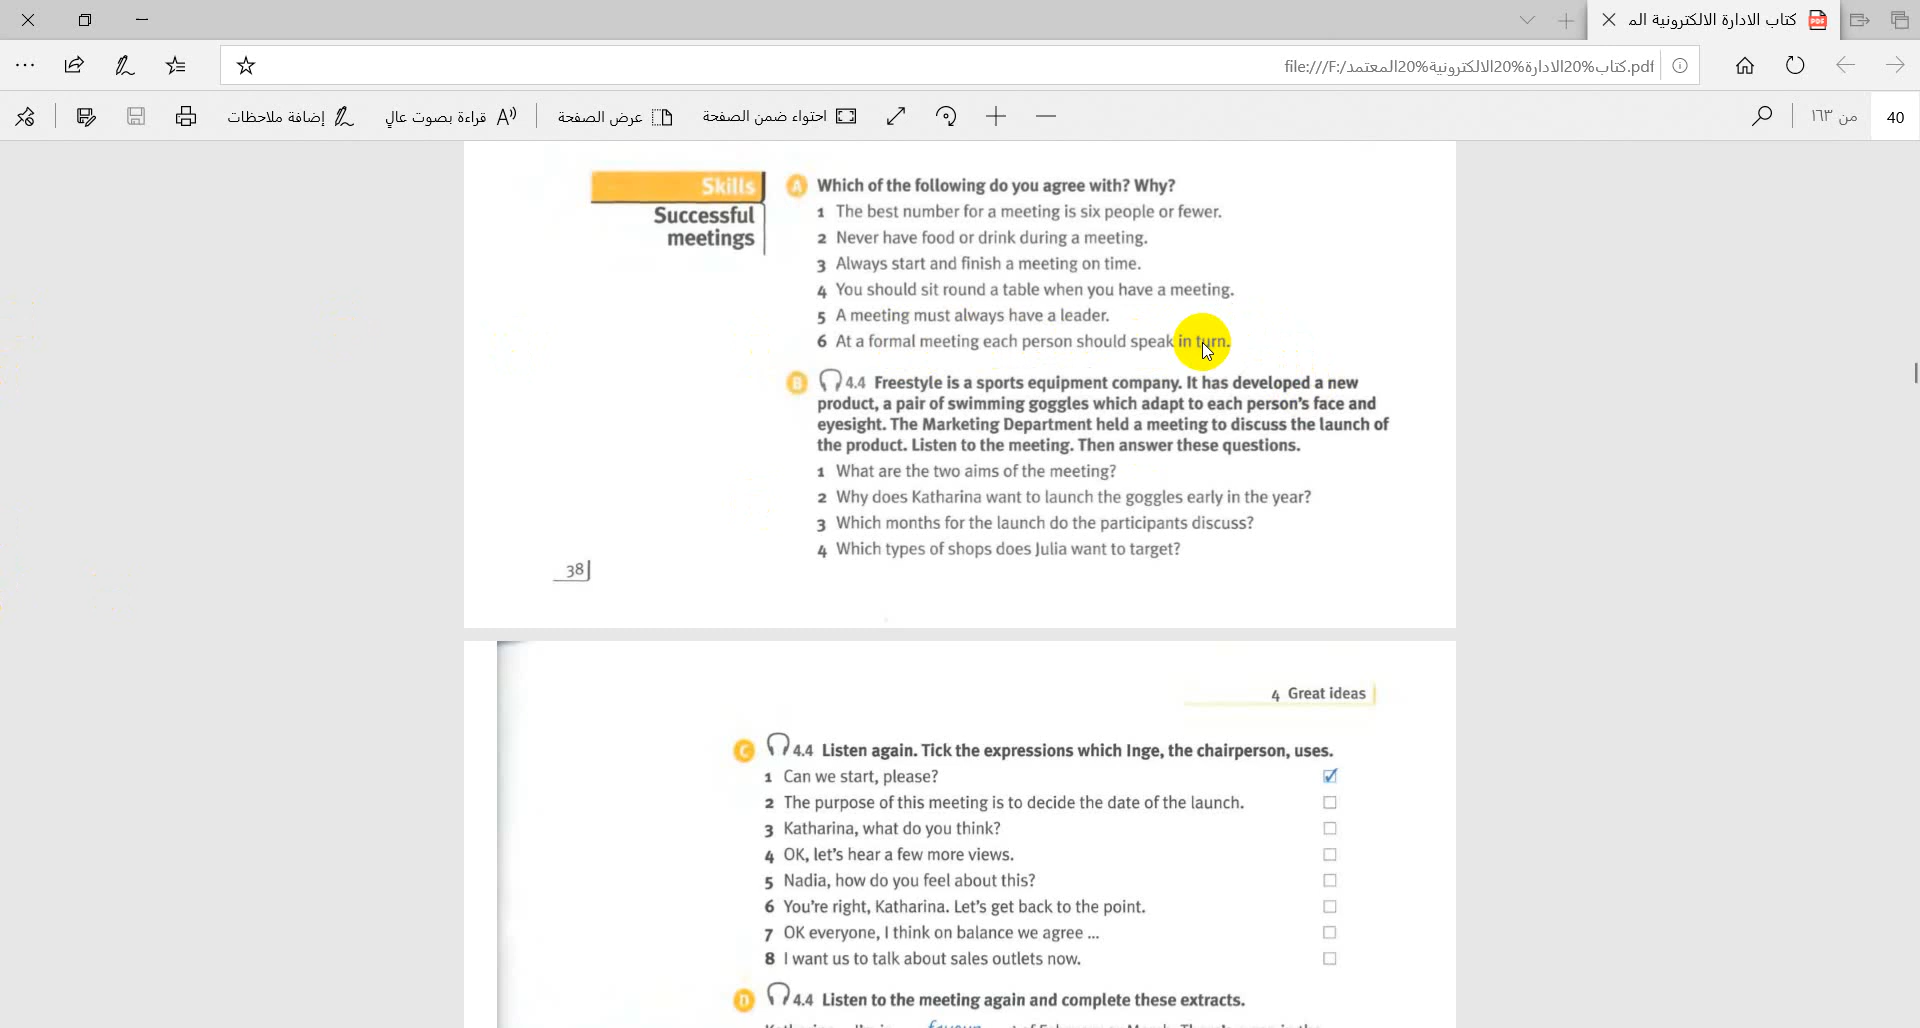 كتاب الادارة الالكترونية الم
file:///F:/كتاب%20الادارة%20الالكترونية%20المعتمد.pdf
40
من ١٦٣
احتواء ضمن الصفحة
عرض الصفحة
قراءة بصوت عالٍ
إضافة ملاحظات
Skills
Successful
meetings
A Which of the following do you agree with? Why?
1 The best number for a meeting is six people or fewer.
2 Never have food or drink during a meeting.
3 Always start and finish a meeting on time.
4 You should sit round a table when you have a meeting.
5 A meeting must always have a leader.
6 At a formal meeting each person should speak in turn.
B 4.4 Freestyle is a sports equipment company. It has developed a new
product, a pair of swimming goggles which adapt to each person's face and
eyesight. The Marketing Department held a meeting to discuss the launch of
the product. Listen to the meeting. Then answer these questions.
1 What are the two aims of the meeting?
2 Why does Katharina want to launch the goggles early in the year?
3 Which months for the launch do the participants discuss?
4 Which types of shops does Julia want to target?
38
4 Great ideas
C 4.4 Listen again. Tick the expressions which Inge, the chairperson, uses.
1 Can we start, please?
2 The purpose of this meeting is to decide the date of the launch.
3 Katharina, what do you think?
4 OK, let's hear a few more views.
5 Nadia, how do you feel about this?
6 You're right, Katharina. Let's get back to the point.
7 OK everyone, I think on balance we agree ...
8 I want us to talk about sales outlets now.
D 4.4 Listen to the meeting again and complete these extracts.